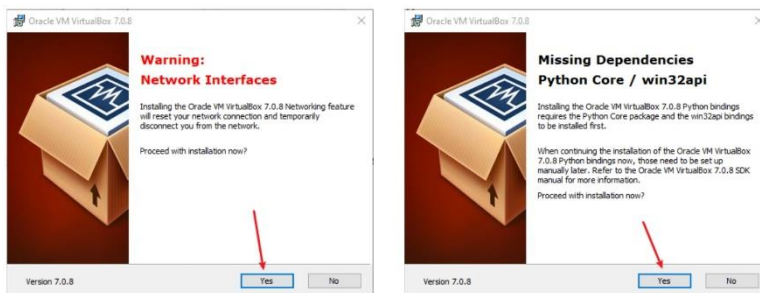 Oracle VM VirtualBox 7.0.8
Warning:
Network Interfaces
Installing the Oracle VM VirtualBox 7.0.8 Networking feature
will reset your network connection and temporarily
disconnect you from the network.
Proceed with installation now?
Version 7.0.8
Yes
No
Oracle VM VirtualBox 7.0.8
Missing Dependencies
Python Core / win32api
Installing the Oracle VM VirtualBox 7.0.8 Python bindings
requires the Python Core package and the win32api bindings
to be installed first.
When continuing the installation of the Oracle VM VirtualBox
7.0.8 Python bindings now, those need to be set up
manually later. Refer to the Oracle VM VirtualBox 7.0.8 SDK
manual for more information.
Proceed with installation now?
Version 7.0.8
Yes
No